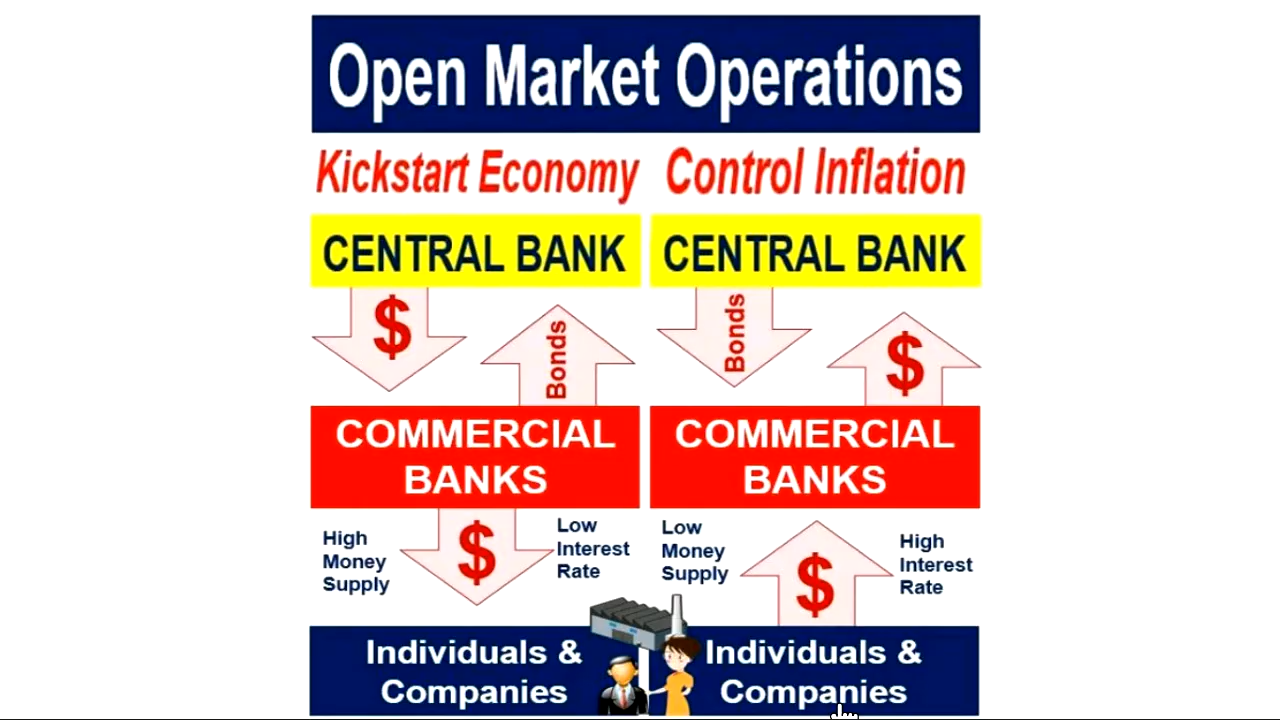 Open Market Operations
Kickstart Economy
Control Inflation
CENTRAL BANK
CENTRAL BANK
$
Bonds
Bonds
$
COMMERCIAL
BANKS
COMMERCIAL
BANKS
High
Money
Supply
$
Low
Interest
Rate
Low
Money
Supply
$
High
Interest
Rate
Individuals &
Companies
Individuals &
Companies